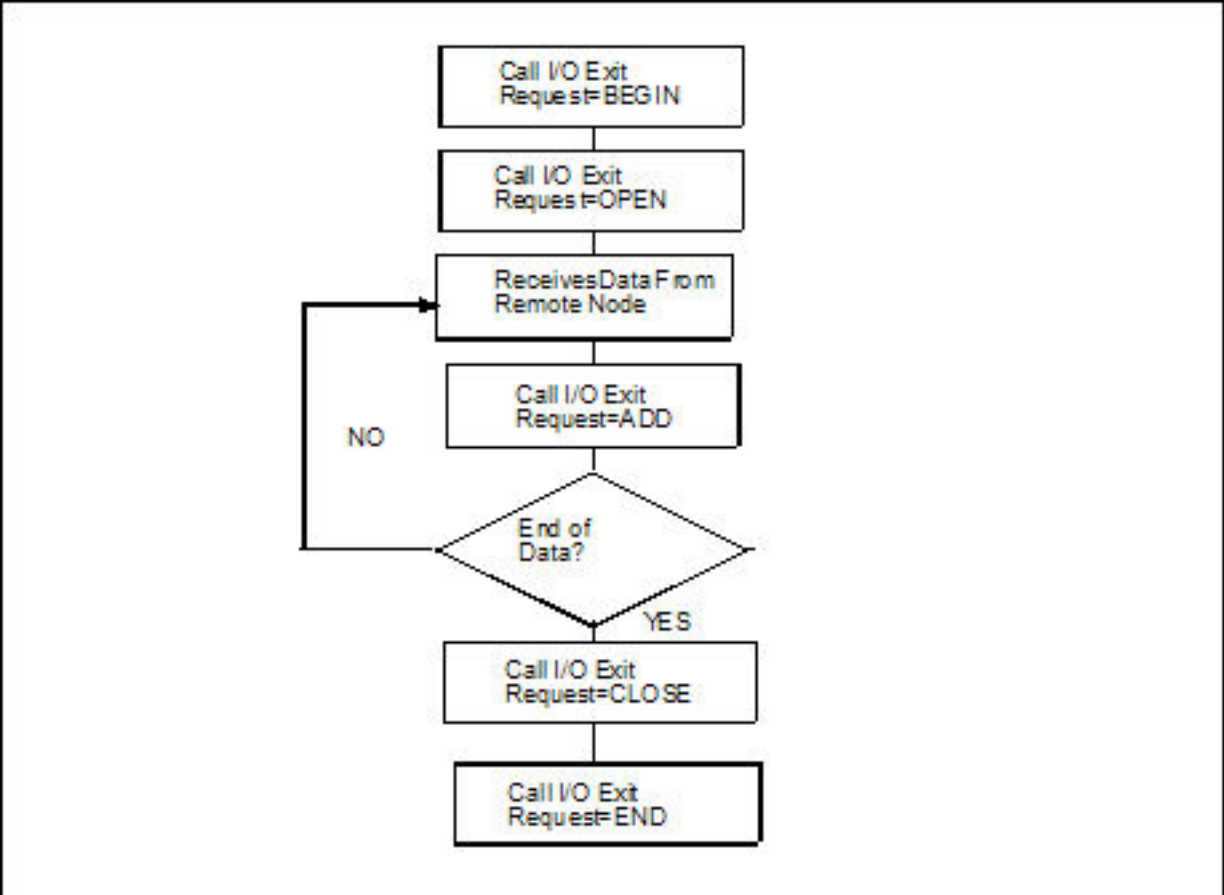 Call I/O Exit
Request=BEGIN
Call I/O Exit
Request=OPEN
Receives Data From
Remote Node
Call I/O Exit
Request=ADD
NO
End of
Data?
YES
Call I/O Exit
Request=CLOSE
Call I/O Exit
Request=END